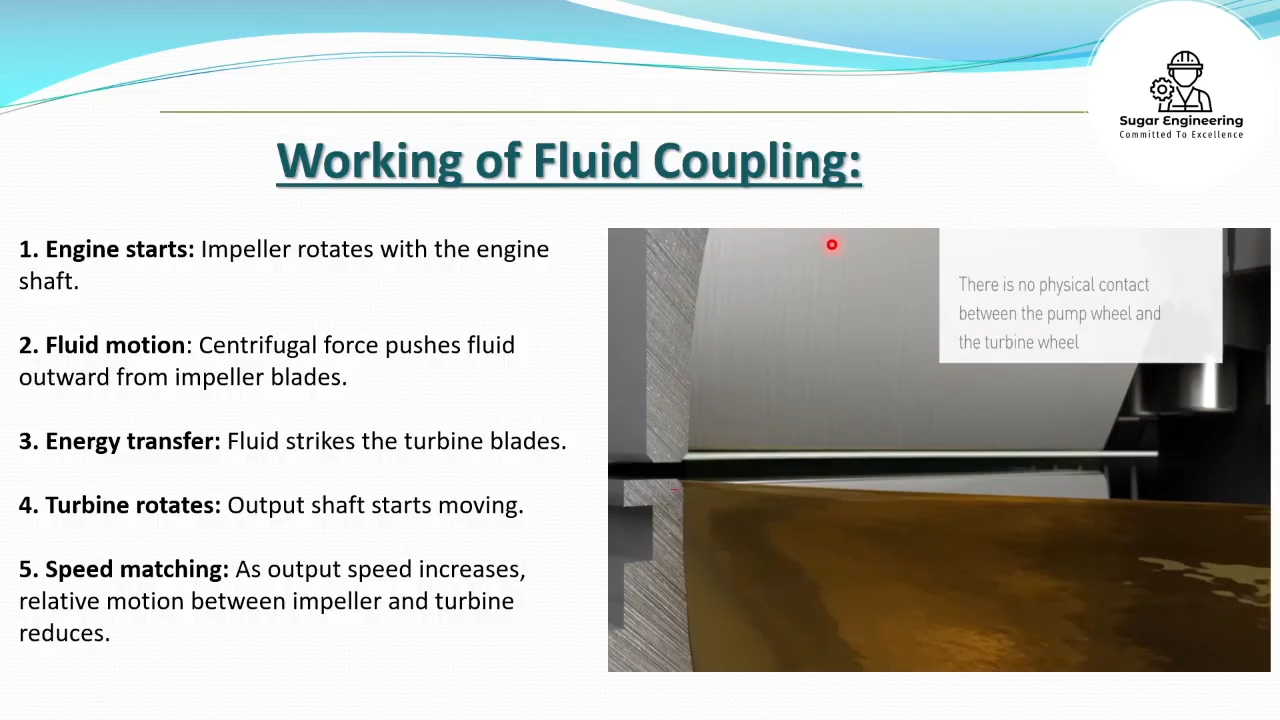 Sugar Engineering
Committed To Excellence
Working of Fluid Coupling:
1. Engine starts: Impeller rotates with the engine
shaft.
2. Fluid motion: Centrifugal force pushes fluid
outward from impeller blades.
3. Energy transfer: Fluid strikes the turbine blades.
4. Turbine rotates: Output shaft starts moving.
5. Speed matching: As output speed increases,
relative motion between impeller and turbine
reduces.
There is no physical contact
between the pump wheel and
the turbine wheel